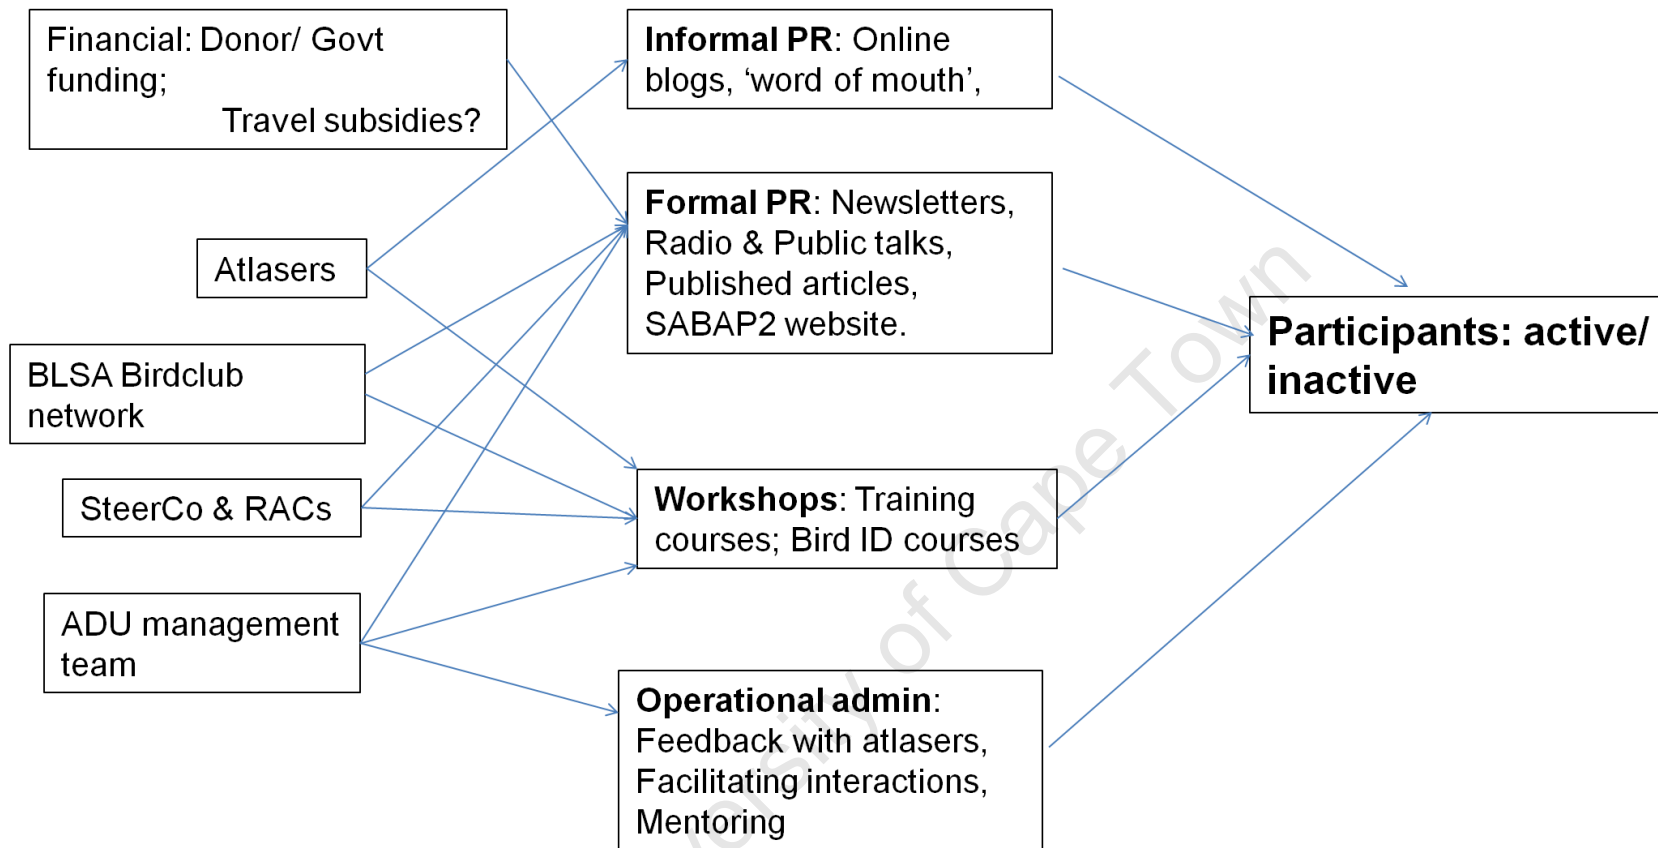 Financial: Donor/ Govt
funding;
Travel subsidies?
Atlasers
BLSA Birdclub
network
SteerCo & RACs
ADU management
team
Informal PR: Online
blogs, ‘word of mouth’,
Formal PR: Newsletters,
Radio & Public talks,
Published articles,
SABAP2 website.
Workshops: Training
courses; Bird ID courses
Operational admin:
Feedback with atlasers,
Facilitating interactions,
Mentoring
Participants: active/
inactive
of Cape Town